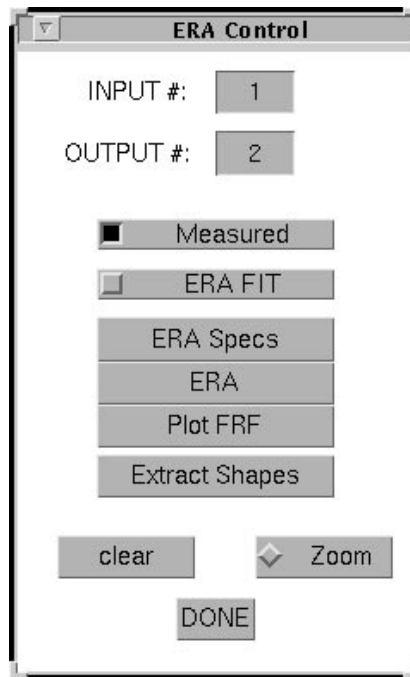 ERA Control
INPUT #: 1
OUTPUT #: 2
Measured
ERA FIT
ERA Specs
ERA
Plot FRF
Extract Shapes
clear Zoom
DONE